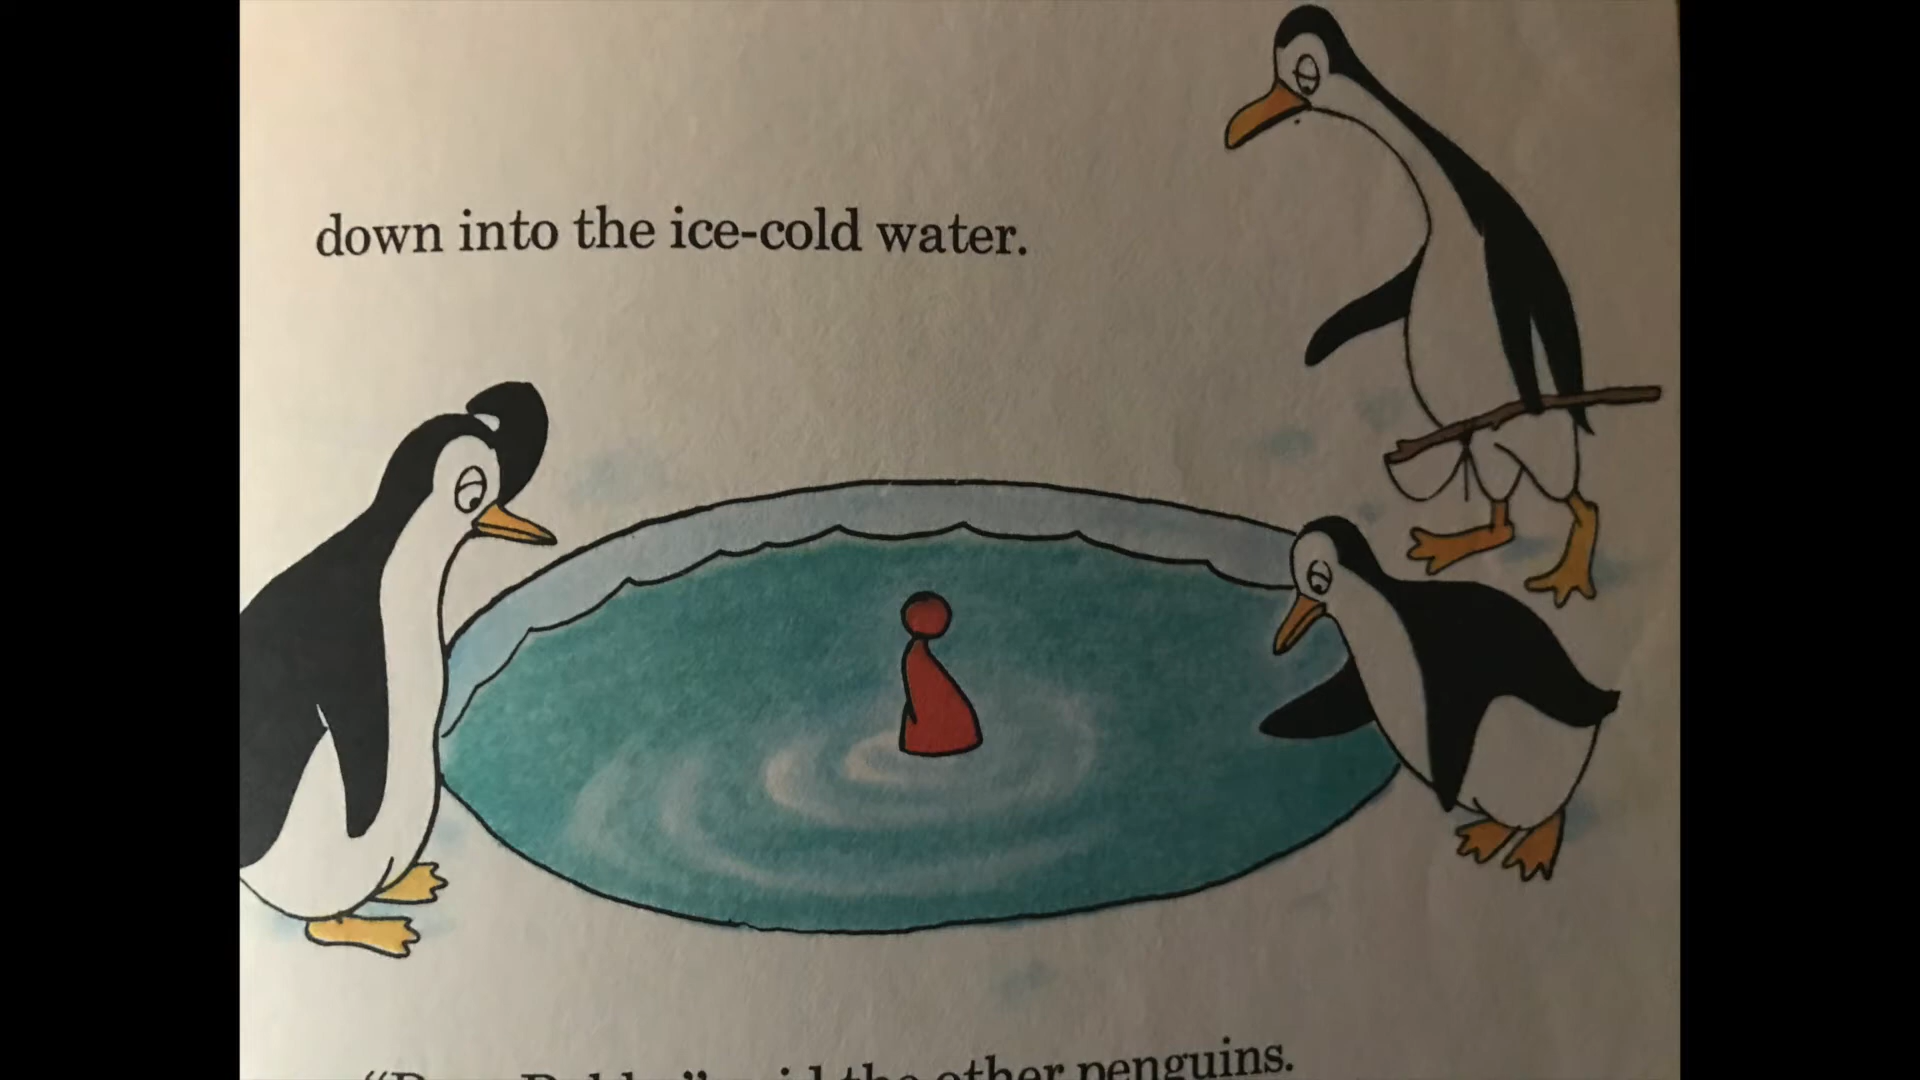 down into the ice-cold water.
said the other penguins.